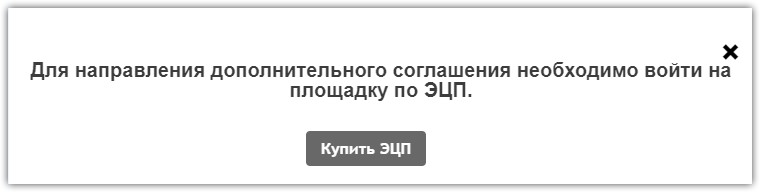 Для направления дополнительного соглашения необходимо войти на
площадку по ЭЦП.
Купить ЭЦП